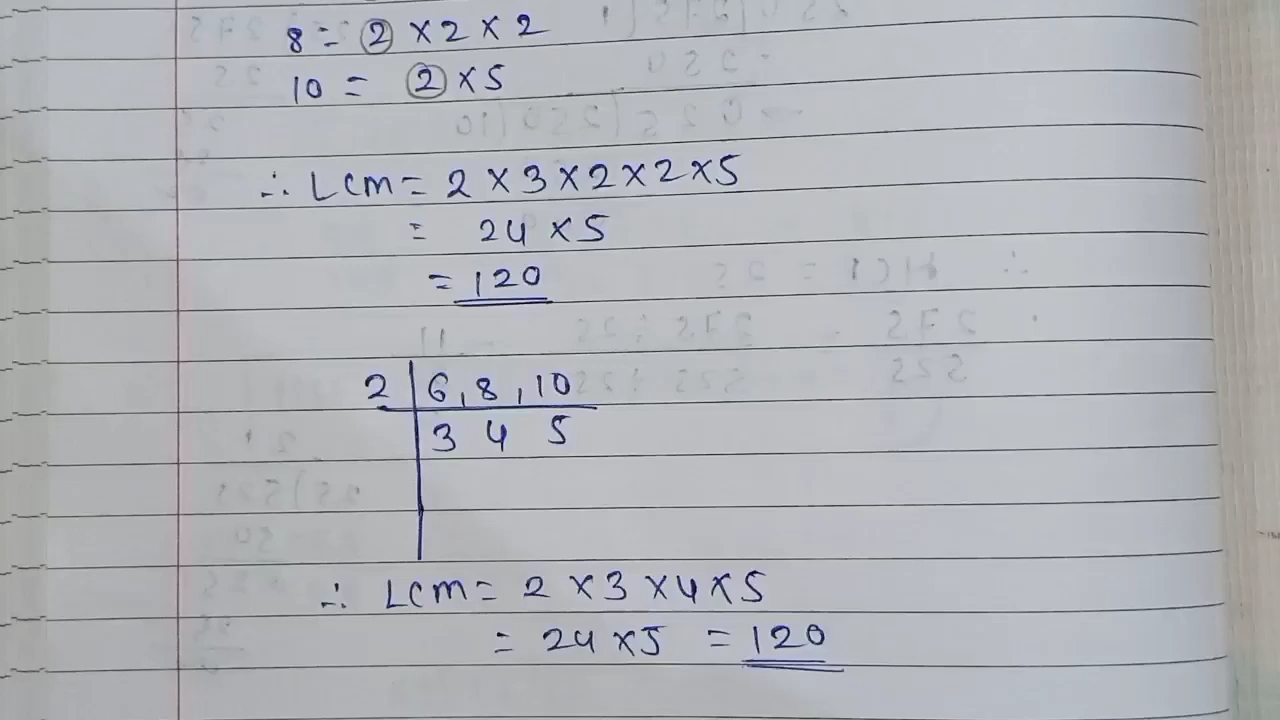 8 = 2 × 2 × 2
10 = 2 × 5
∴ LCM = 2 × 3 × 2 × 2 × 5
= 24 × 5
= 120
2 | 6, 8, 10
3 4 5
∴ LCM = 2 × 3 × 4 × 5
= 24 × 5 = 120